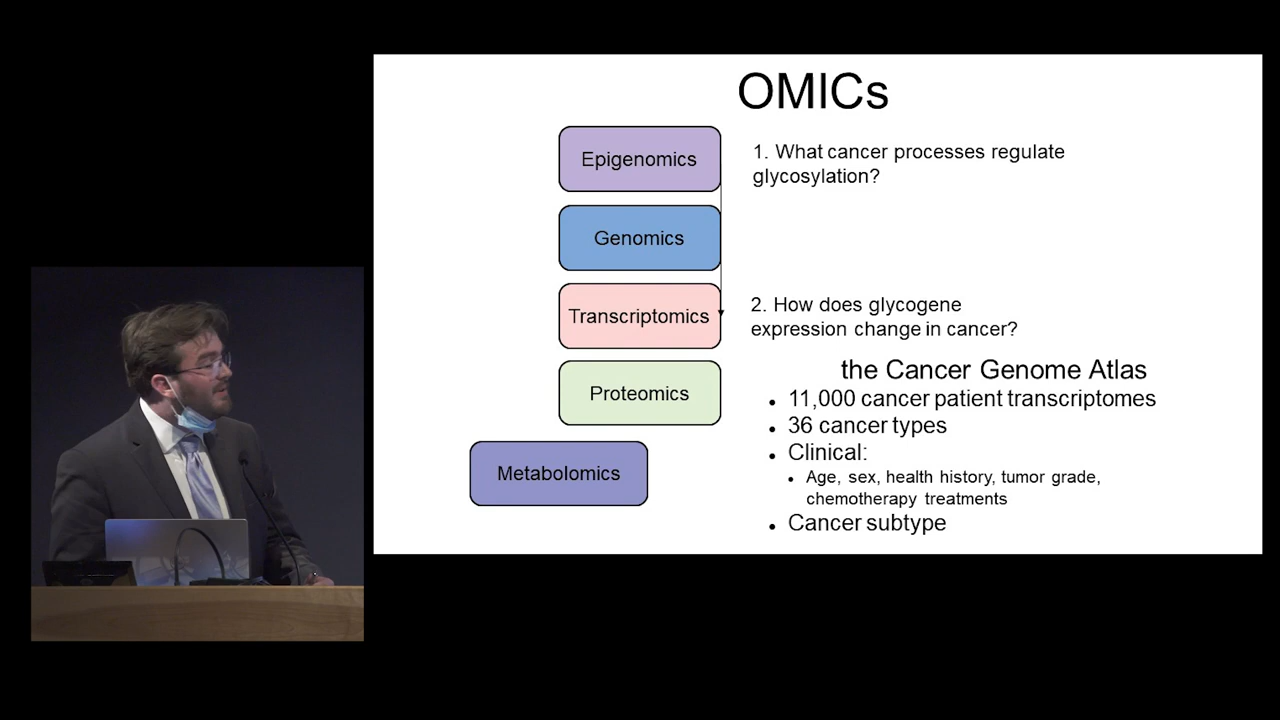 OMICs
Epigenomics
1. What cancer processes regulate
glycosylation?
Genomics
Transcriptomics
2. How does glycogene
expression change in cancer?
Proteomics
Metabolomics
the Cancer Genome Atlas
• 11,000 cancer patient transcriptomes
• 36 cancer types
• Clinical:
• Age, sex, health history, tumor grade,
chemotherapy treatments
• Cancer subtype